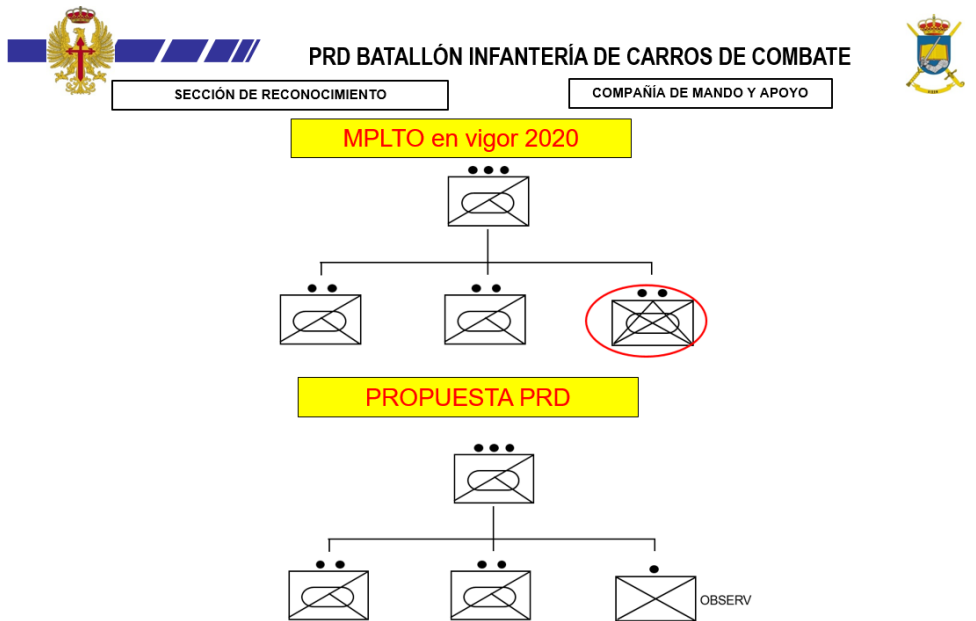 PRD BATALLÓN INFANTERÍA DE CARROS DE COMBATE
SECCIÓN DE RECONOCIMIENTO
COMPAÑÍA DE MANDO Y APOYO
MPLTO en vigor 2020
PROPUESTA PRD
OBSERV